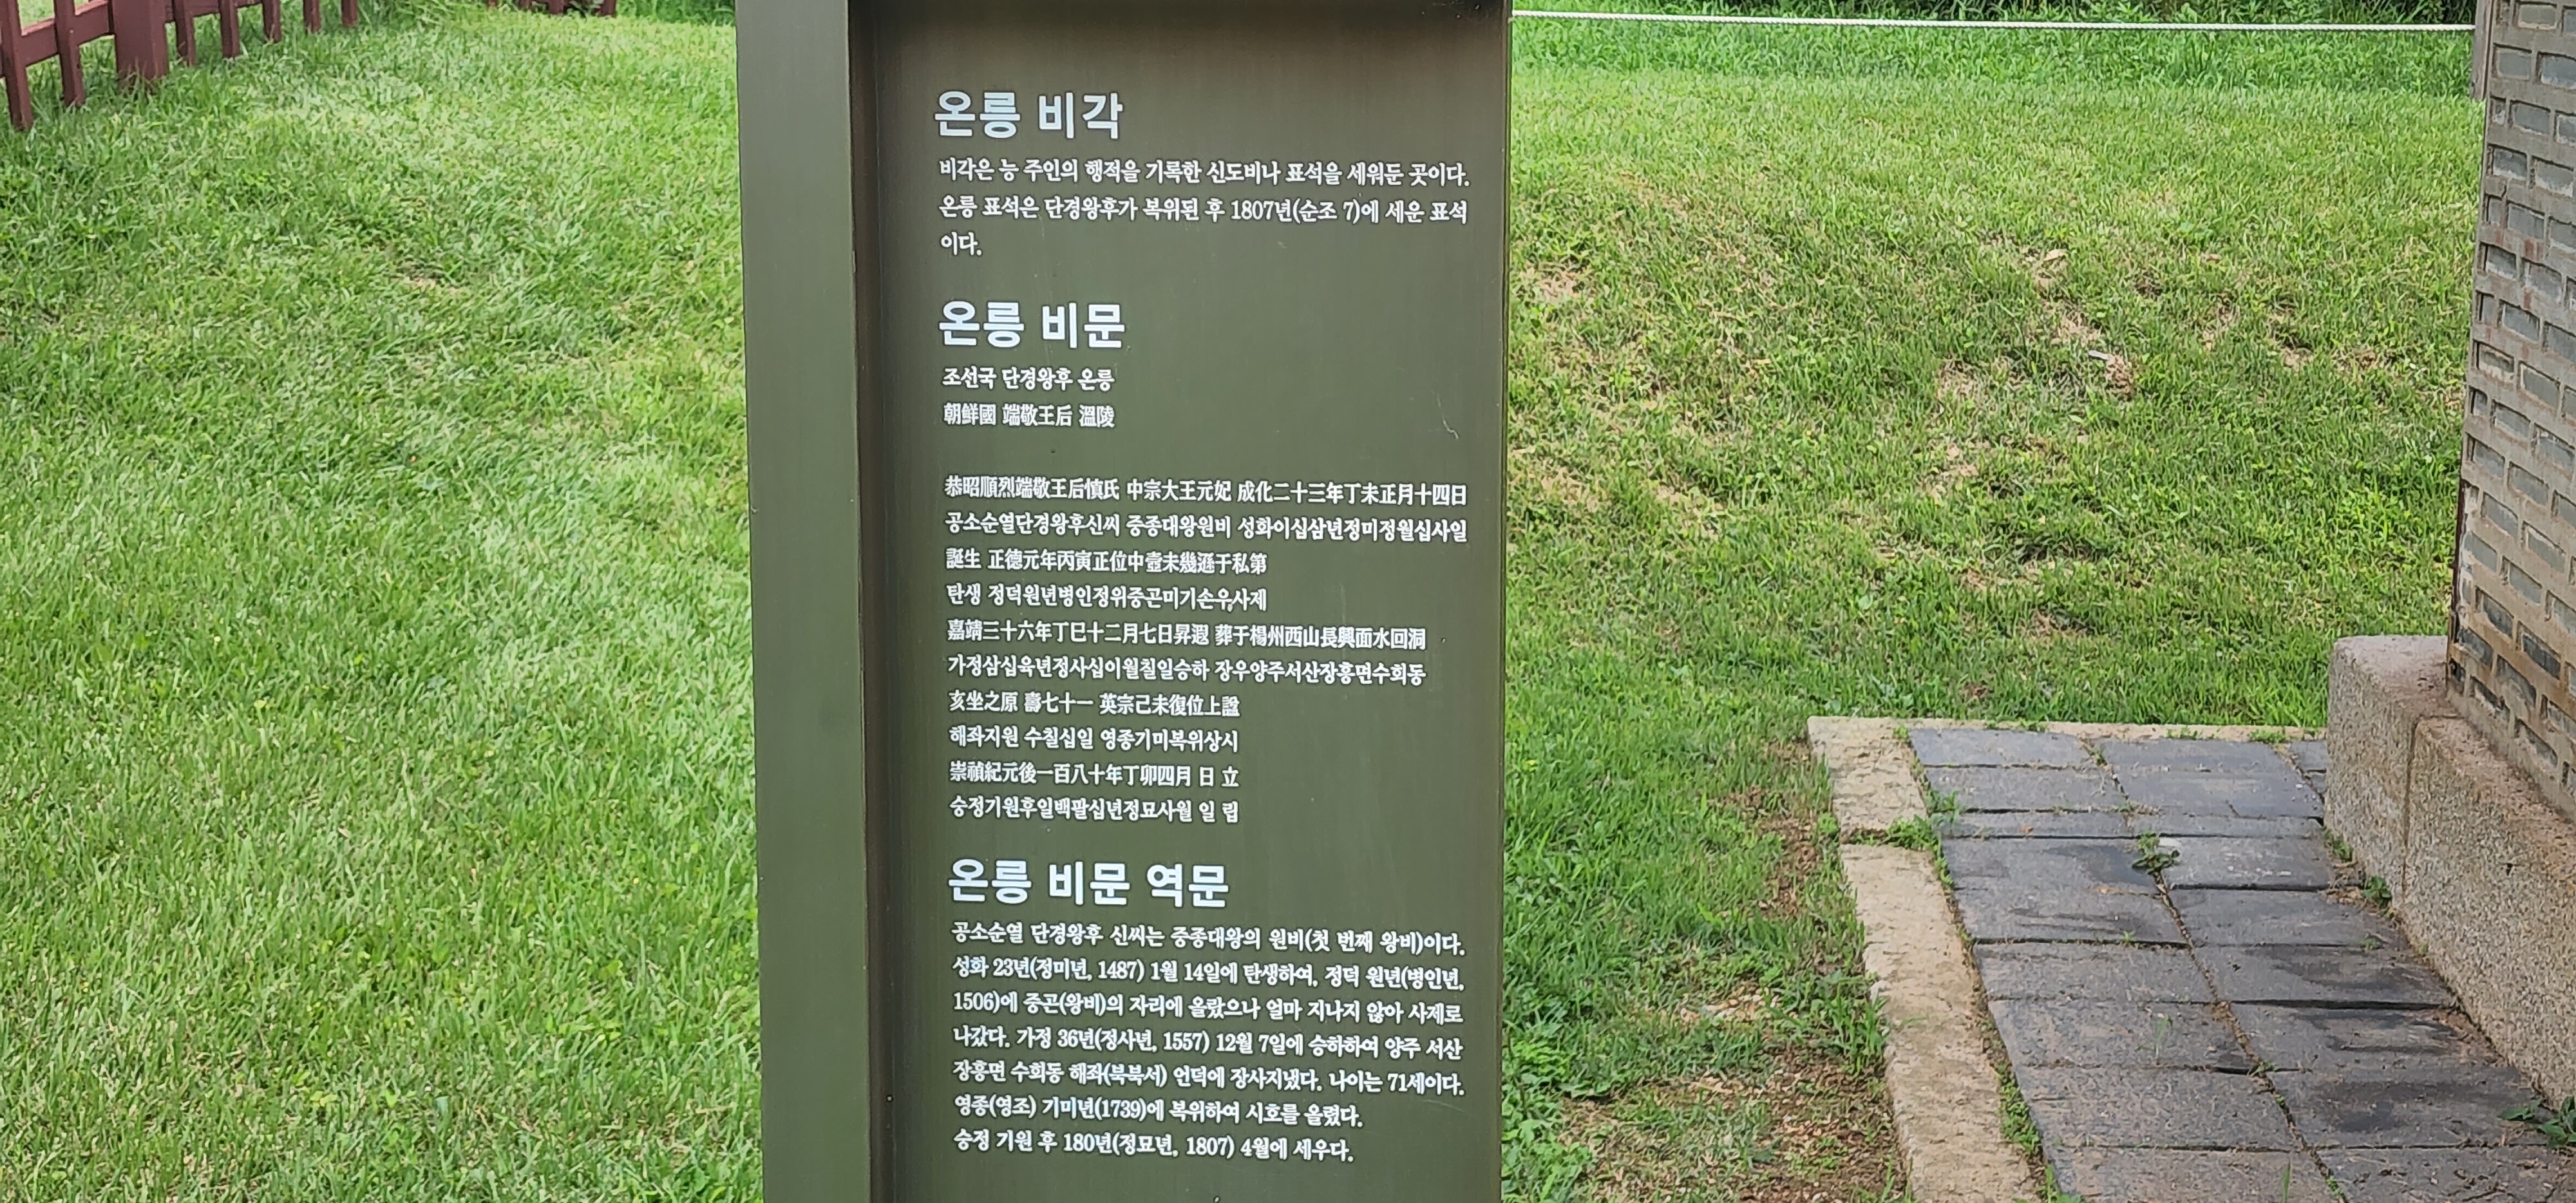 온릉 비각
비각은 능 주인의 행적을 기록한 신도비나 표석을 세워둔 곳이다.
온릉 표석은 단경왕후가 복위된 후 1807년(순조 7)에 세운 표석
이다.
온릉 비문
조선국 단경왕후 온릉
朝鮮國 端敬王后 溫陵
恭昭順烈端敬王后愼氏 中宗大王元妃 成化二十三年丁未正月十四日
공소순열단경왕후신씨 중종대왕원비 성화이십삼년정미정월십사일
誕生 正德元年丙寅正位中壼未幾遜于私第
탄생 정덕원년병인정위중곤미기손우사제
嘉靖三十六年丁巳十二月七日昇遐 葬于楊州西山長興面水回洞
가정삼십육년정사십이월칠일승하 장우양주서산장흥면수회동
亥坐之原 壽七十一 英宗己未復位上諡
해좌지원 수칠십일 영종기미복위상시
崇禎紀元後一百八十年丁卯四月 日 立
숭정기원후일백팔십년정묘사월 일 립
온릉 비문 역문
공소순열 단경왕후 신씨는 중종대왕의 원비(첫 번째 왕비)이다.
성화 23년(정미년, 1487) 1월 14일에 탄생하여, 정덕 원년(병인년,
1506)에 중곤(왕비)의 자리에 올랐으나 얼마 지나지 않아 사제로
나갔다. 가정 36년(정사년, 1557) 12월 7일에 승하하여 양주 서산
장흥면 수회동 해좌(북북서) 언덕에 장사지냈다. 나이는 71세이다.
영종(영조) 기미년(1739)에 복위하여 시호를 올렸다.
숭정 기원 후 180년(정묘년, 1807) 4월에 세우다.